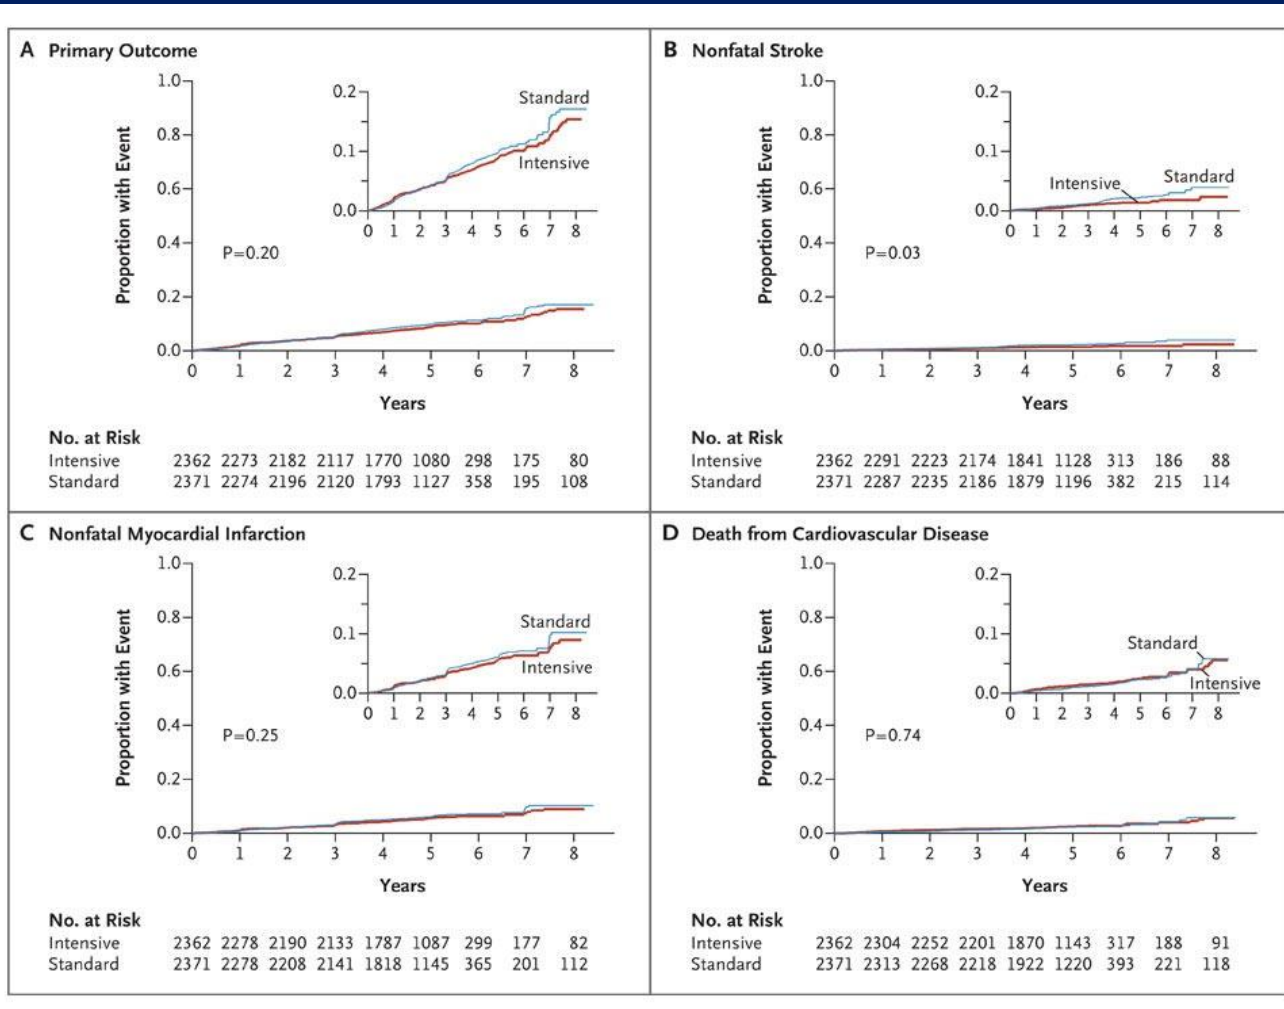 A Primary Outcome
1.0
0.8
0.6
0.4
0.2
0.0
Proportion with Event
0.2
0.1
0.0
Standard
Intensive
0 1 2 3 4 5 6 7 8
P=0.20
0 1 2 3 4 5 6 7 8
Years
No. at Risk
Intensive 2362 2273 2182 2117 1770 1080 298 175 80
Standard 2371 2274 2196 2120 1793 1127 358 195 108
B Nonfatal Stroke
1.0
0.8
0.6
0.4
0.2
0.0
Proportion with Event
0.2
0.1
0.0
Intensive
Standard
0 1 2 3 4 5 6 7 8
P=0.03
0 1 2 3 4 5 6 7 8
Years
No. at Risk
Intensive 2362 2291 2223 2174 1841 1128 313 186 88
Standard 2371 2287 2235 2186 1879 1196 382 215 114
C Nonfatal Myocardial Infarction
1.0
0.8
0.6
0.4
0.2
0.0
Proportion with Event
0.2
0.1
0.0
Standard
Intensive
0 1 2 3 4 5 6 7 8
P=0.25
0 1 2 3 4 5 6 7 8
Years
No. at Risk
Intensive 2362 2278 2190 2133 1787 1087 299 177 82
Standard 2371 2278 2208 2141 1818 1145 365 201 112
D Death from Cardiovascular Disease
1.0
0.8
0.6
0.4
0.2
0.0
Proportion with Event
0.2
0.1
0.0
Standard
Intensive
0 1 2 3 4 5 6 7 8
P=0.74
0 1 2 3 4 5 6 7 8
Years
No. at Risk
Intensive 2362 2304 2252 2201 1870 1143 317 188 91
Standard 2371 2313 2268 2218 1922 1220 393 221 118